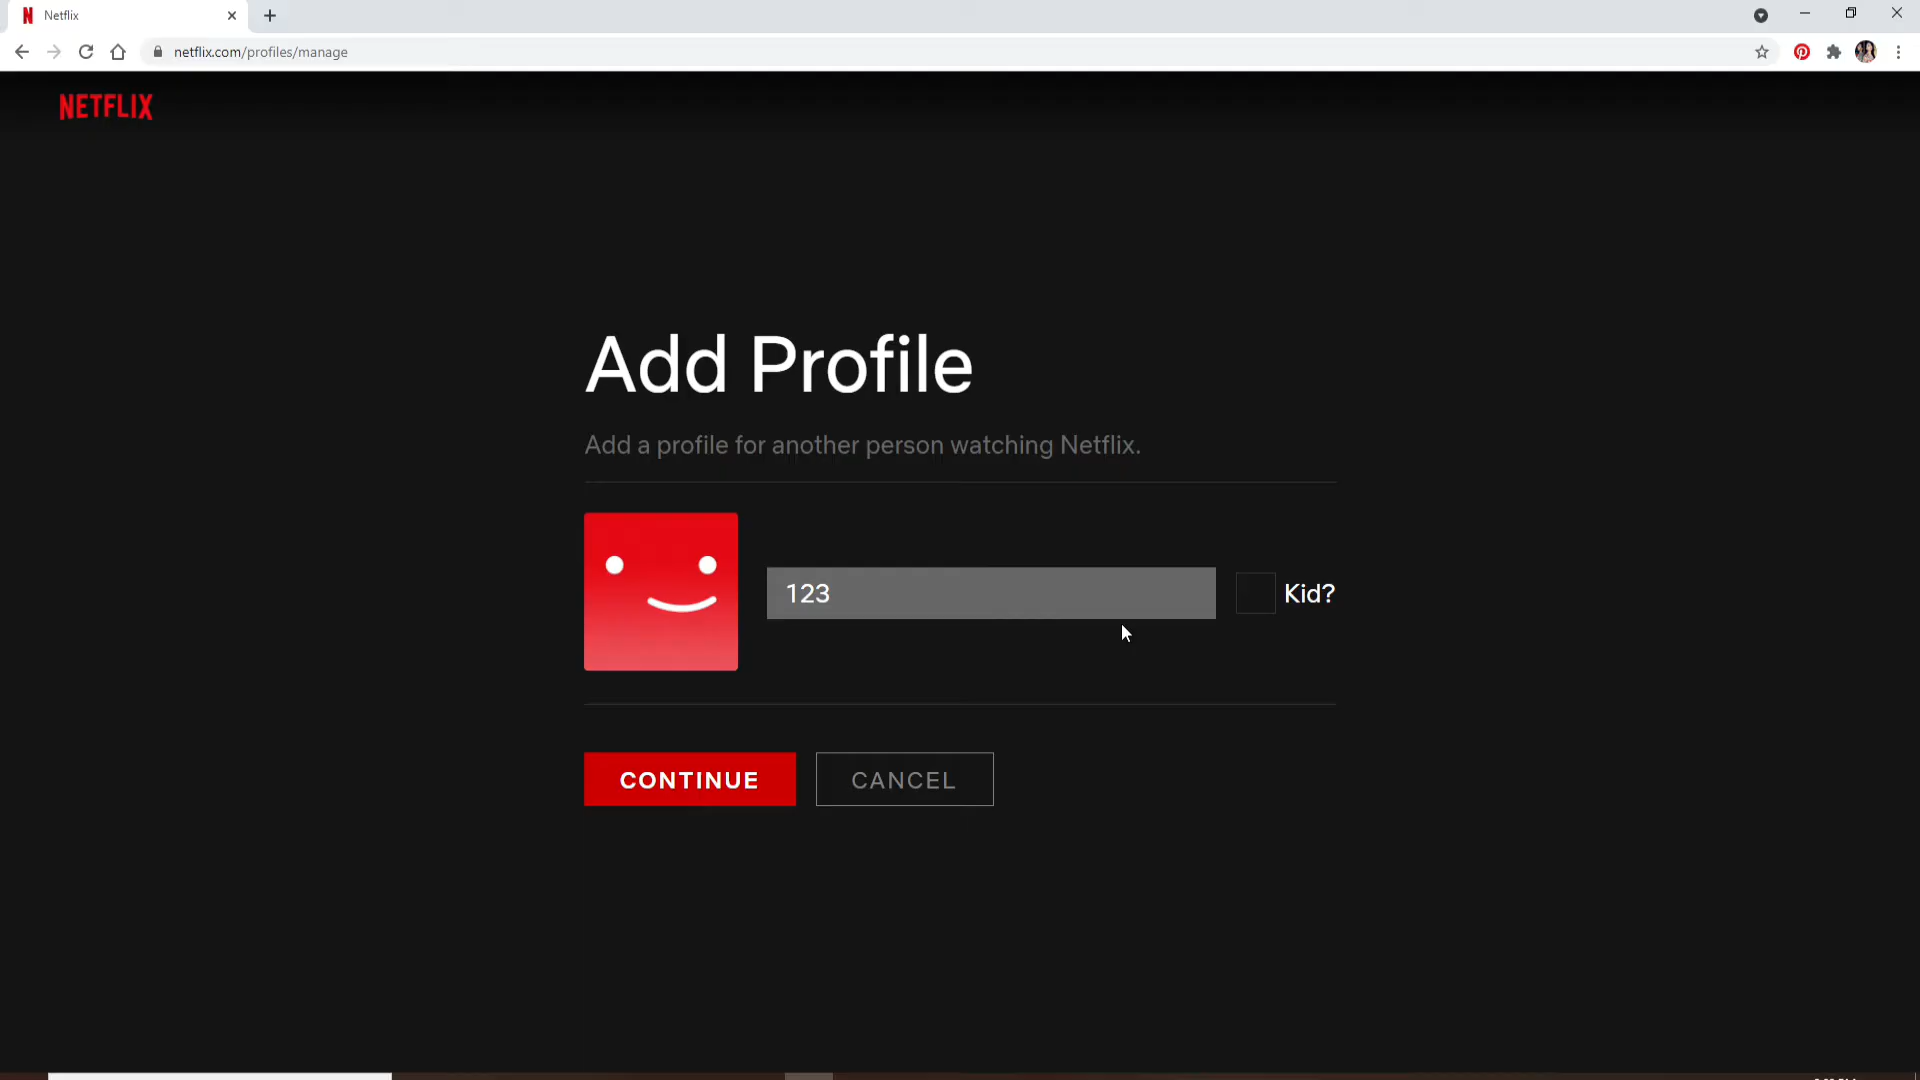 Netflix
netflix.com/profiles/manage
NETFLIX
Add Profile
Add a profile for another person watching Netflix.
123
Kid?
CONTINUE
CANCEL